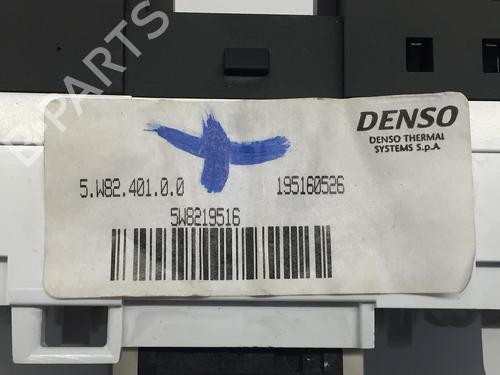 B-PARTS
DENSO
DENSO THERMAL
SYSTEMS S.p.A
5.W82.401.0.0 195160526
5W8219516